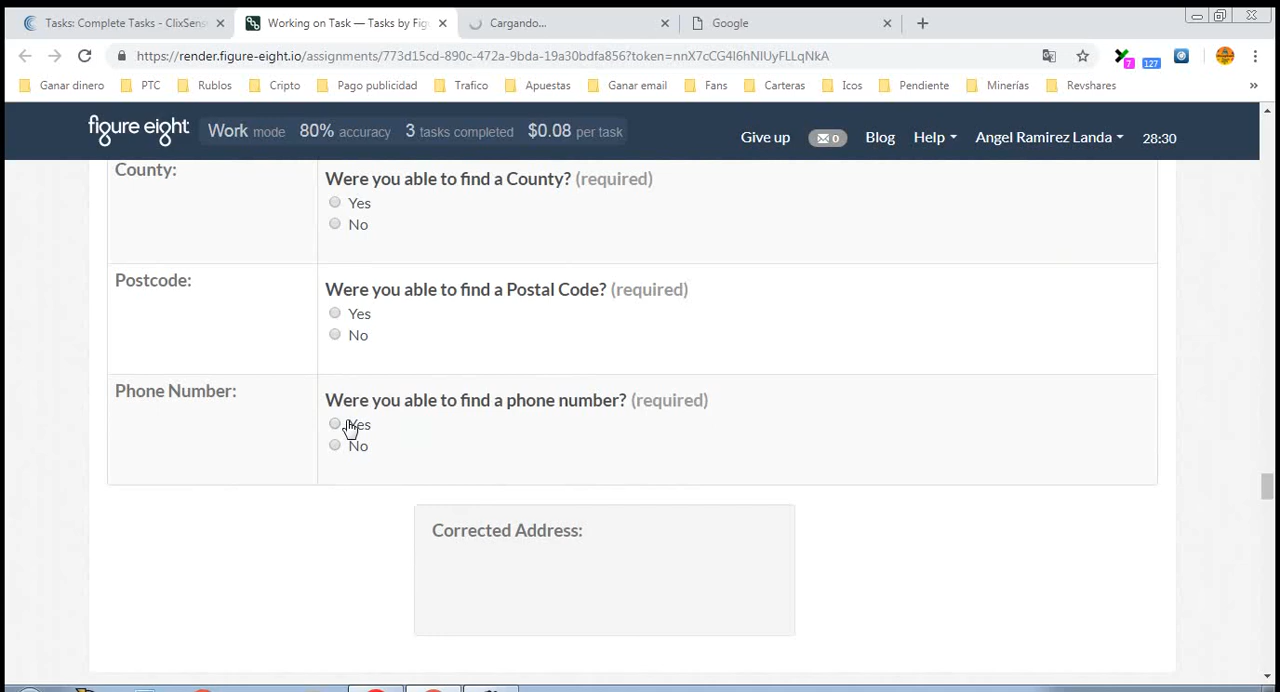 Tasks: Complete Tasks - ClixSens
Working on Task — Tasks by Fig
Cargando...
Google
https://render.figure-eight.io/assignments/773d15cd-890c-472a-9bda-19a30bdfa856?token=nnX7cCG4l6hNIUyFLLqNkA
7
127
Ganar dinero
PTC
Rublos
Cripto
Pago publicidad
Trafico
Apuestas
Ganar email
Fans
Carteras
Icos
Pendiente
Minerías
Revshares
»
figure eight
Work mode 80% accuracy 3 tasks completed $0.08 per task
Give up
0
Blog
Help
Angel Ramirez Landa
28:30
County:
Were you able to find a County? (required)
Yes
No
Postcode:
Were you able to find a Postal Code? (required)
Yes
No
Phone Number:
Were you able to find a phone number? (required)
Yes
No
Corrected Address: